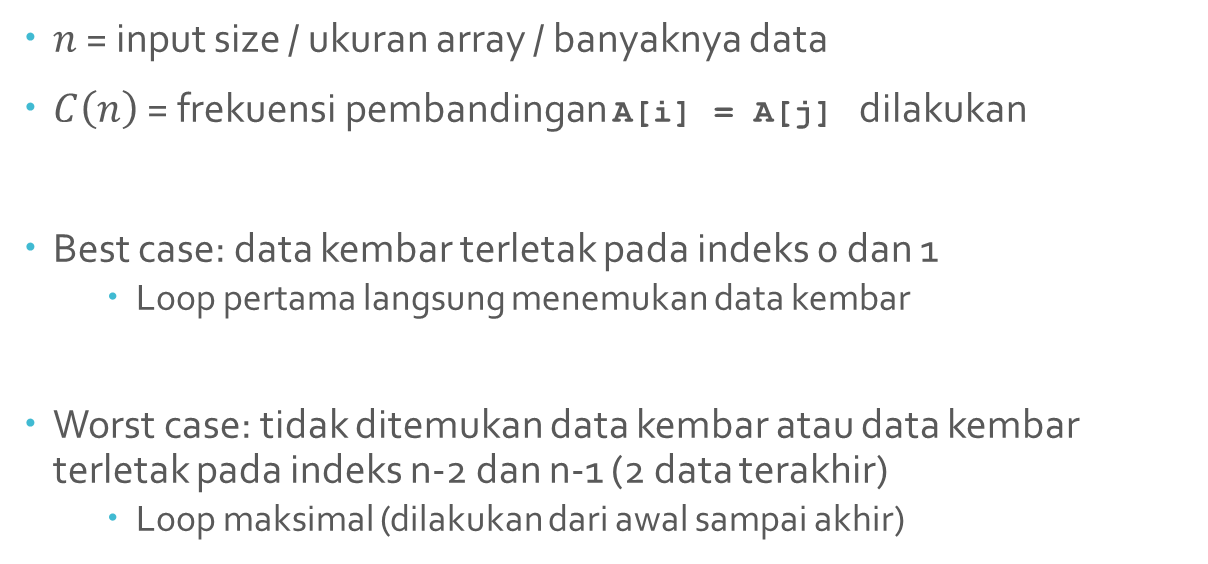 • n = input size / ukuran array / banyaknya data
• C(n) = frekuensi pembandingan A[i] = A[j] dilakukan
• Best case: data kembar terletak pada indeks 0 dan 1
• Loop pertama langsung menemukan data kembar
• Worst case: tidak ditemukan data kembar atau data kembar
terletak pada indeks n-2 dan n-1 (2 data terakhir)
• Loop maksimal (dilakukan dari awal sampai akhir)